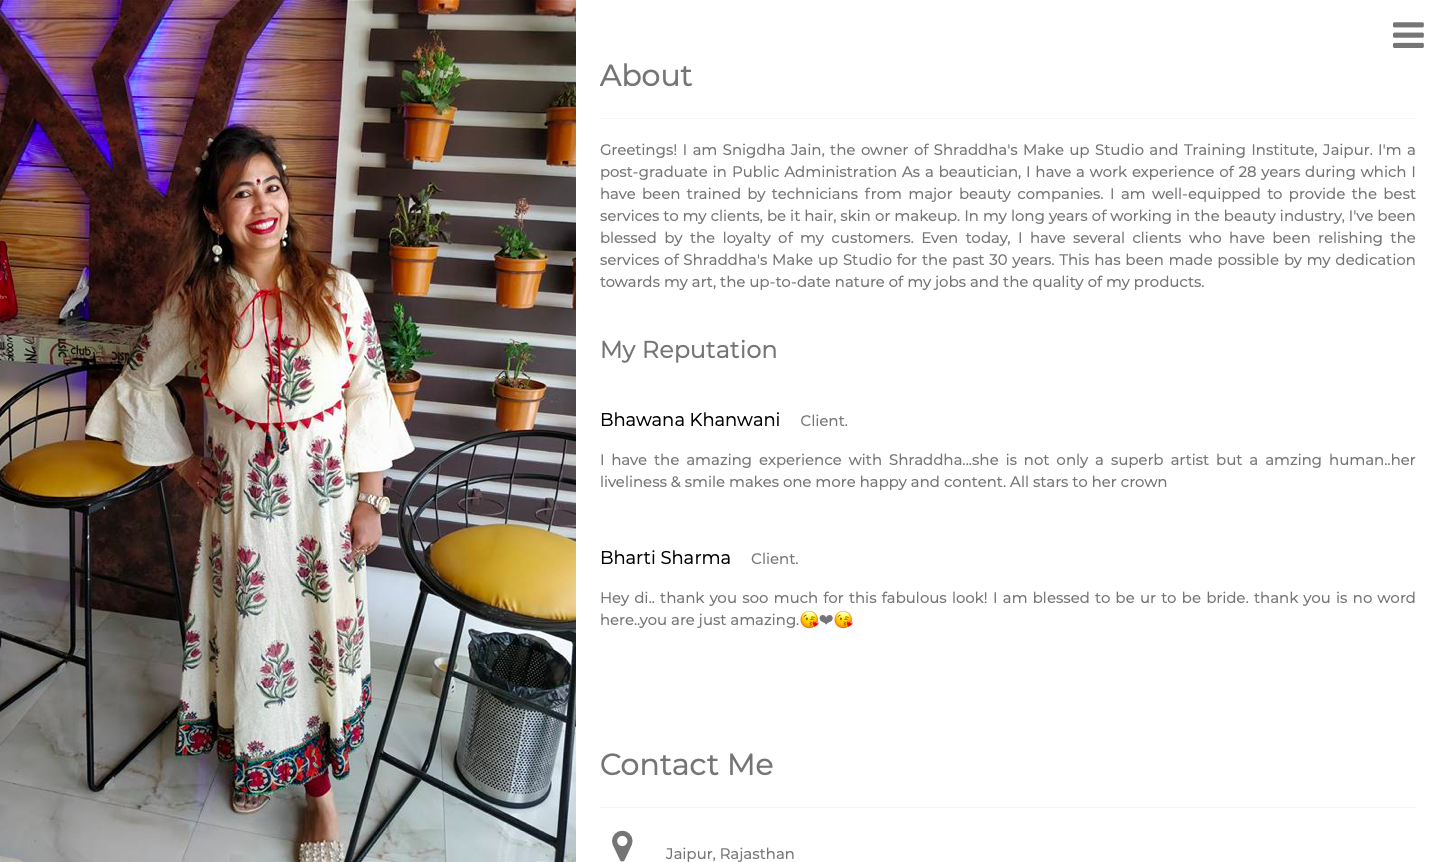 About
Greetings! I am Snigdha Jain, the owner of Shraddha's Make up Studio and Training Institute, Jaipur. I'm a
post-graduate in Public Administration As a beautician, I have a work experience of 28 years during which I
have been trained by technicians from major beauty companies. I am well-equipped to provide the best
services to my clients, be it hair, skin or makeup. In my long years of working in the beauty industry, I've been
blessed by the loyalty of my customers. Even today, I have several clients who have been relishing the
services of Shraddha's Make up Studio for the past 30 years. This has been made possible by my dedication
towards my art, the up-to-date nature of my jobs and the quality of my products.
My Reputation
Bhawana Khanwani Client.
I have the amazing experience with Shraddha...she is not only a superb artist but a amzing human..her
liveliness & smile makes one more happy and content. All stars to her crown
Bharti Sharma Client.
Hey di.. thank you soo much for this fabulous look! I am blessed to be ur to be bride. thank you is no word
here..you are just amazing.😘❤😘
Contact Me
Jaipur, Rajasthan
club